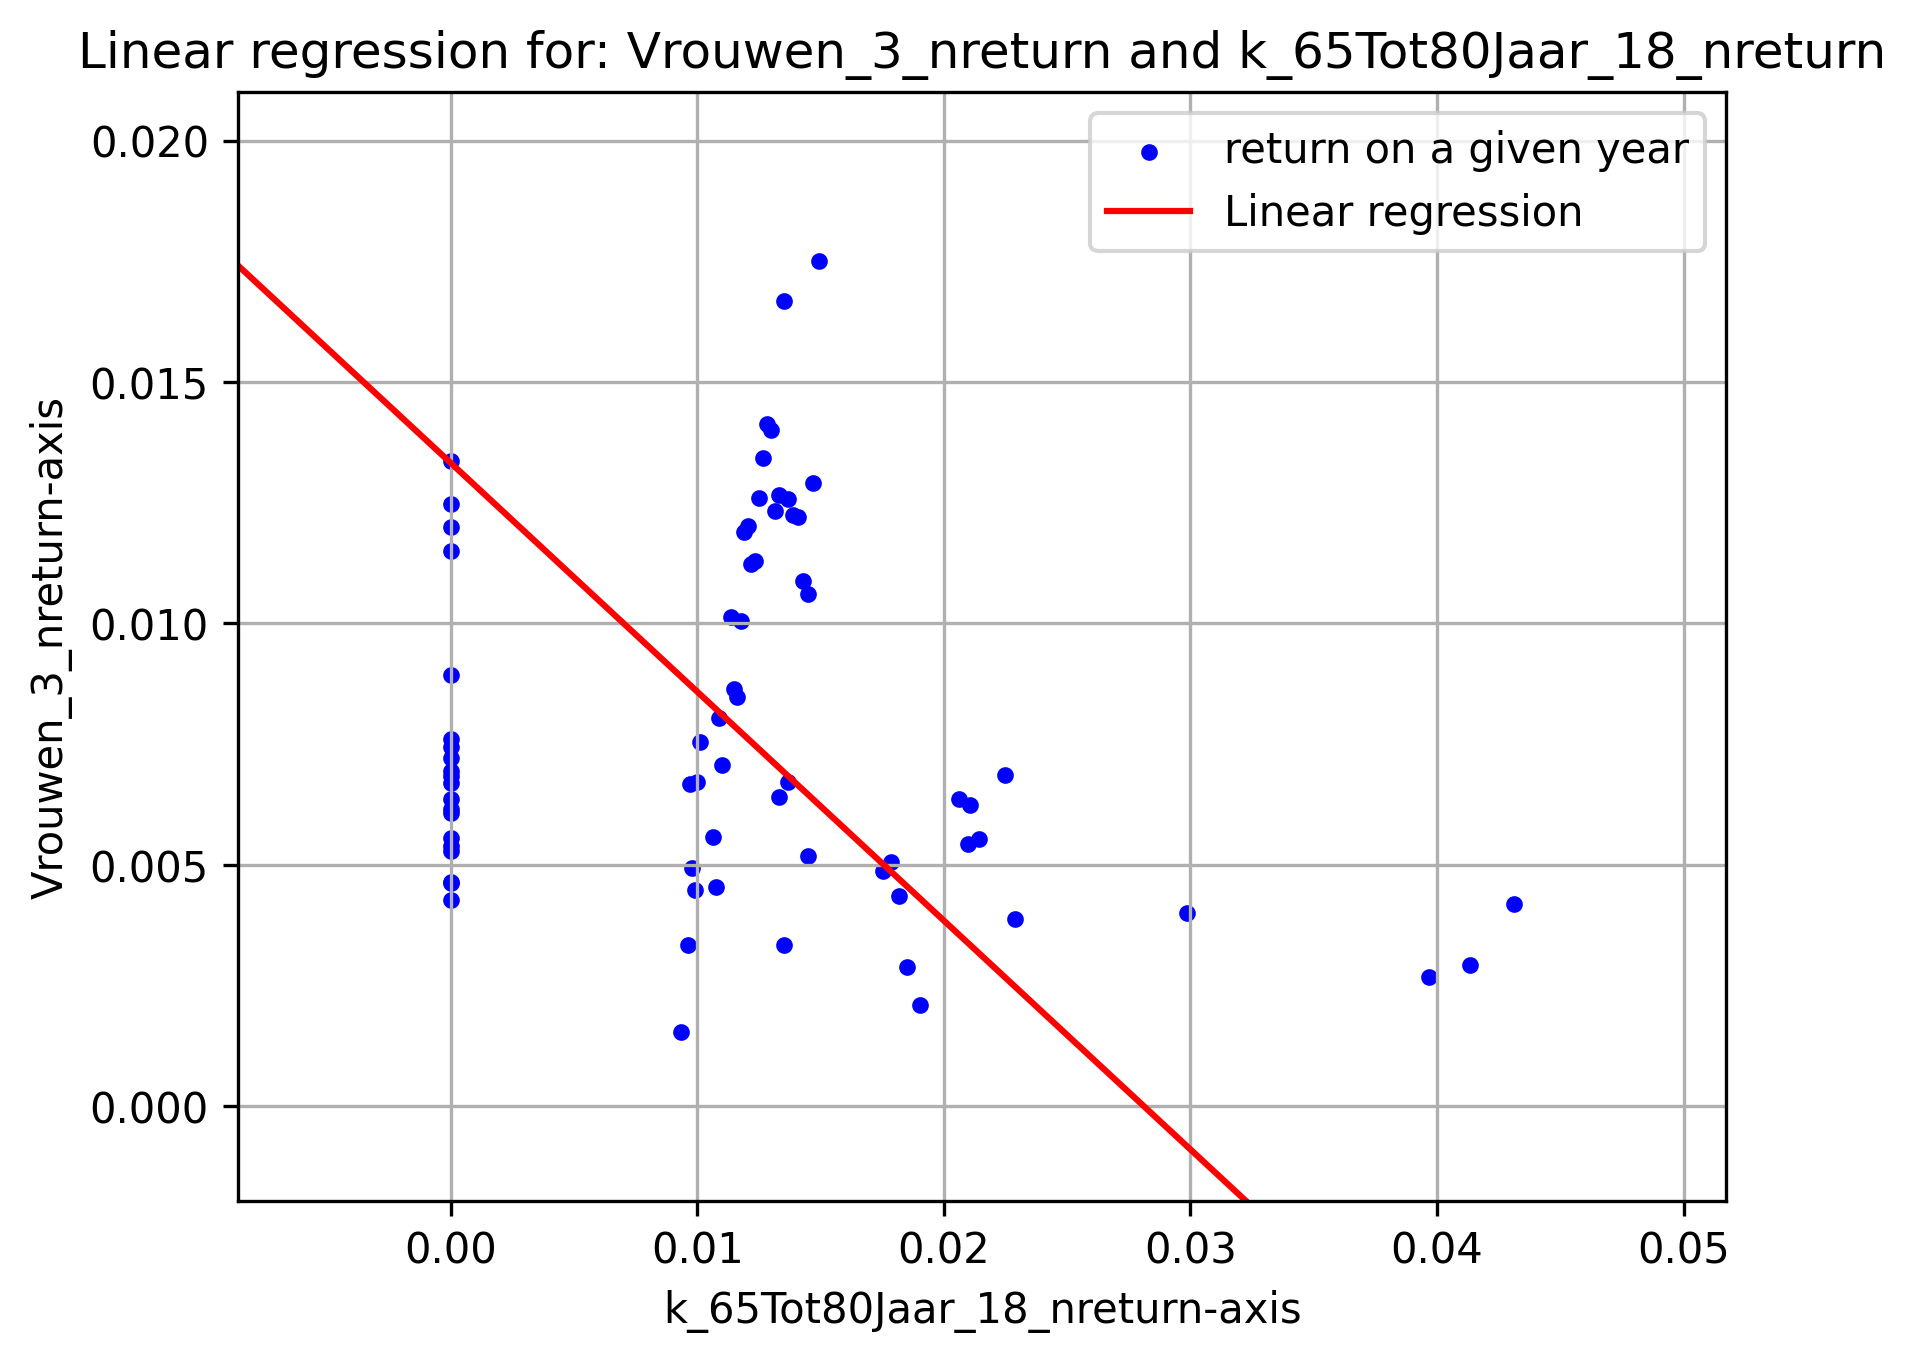 Linear regression for: Vrouwen_3_nreturn and k_65Tot80Jaar_18_nreturn
return on a given year
Linear regression
Vrouwen_3_nreturn-axis
0.020
0.015
0.010
0.005
0.000
0.00 0.01 0.02 0.03 0.04 0.05
k_65Tot80Jaar_18_nreturn-axis